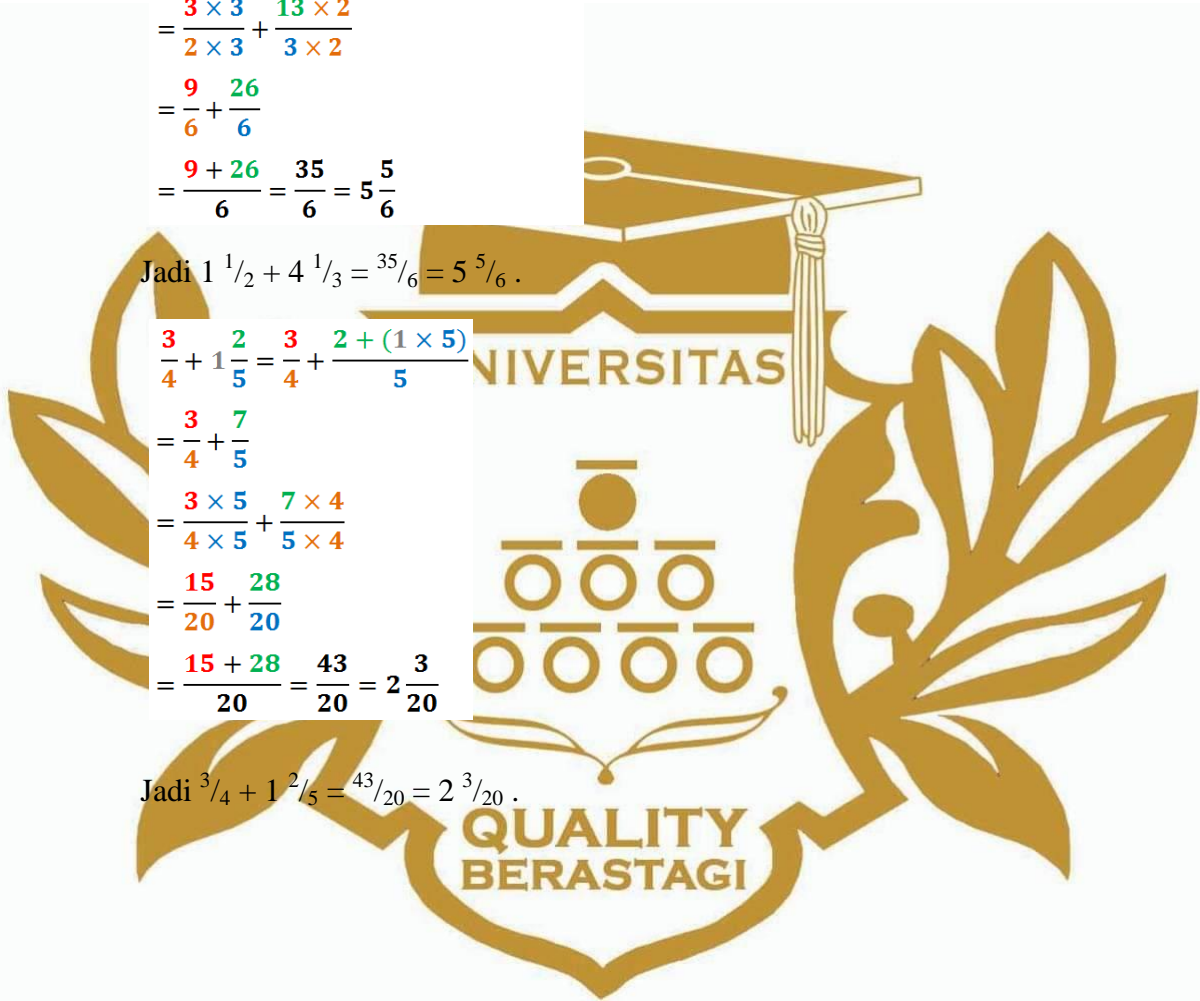 = (3 × 3)/(2 × 3) + (13 × 2)/(3 × 2)
= 9/6 + 26/6
= (9 + 26)/6 = 35/6 = 5 5/6
Jadi 1 1/2 + 4 1/3 = 35/6 = 5 5/6 .
3/4 + 1 2/5 = 3/4 + (2 + (1 × 5))/5
NIVERSITAS
= 3/4 + 7/5
= (3 × 5)/(4 × 5) + (7 × 4)/(5 × 4)
= 15/20 + 28/20
= (15 + 28)/20 = 43/20 = 2 3/20
Jadi 3/4 + 1 2/5 = 43/20 = 2 3/20 .
QUALITY
BERASTAGI